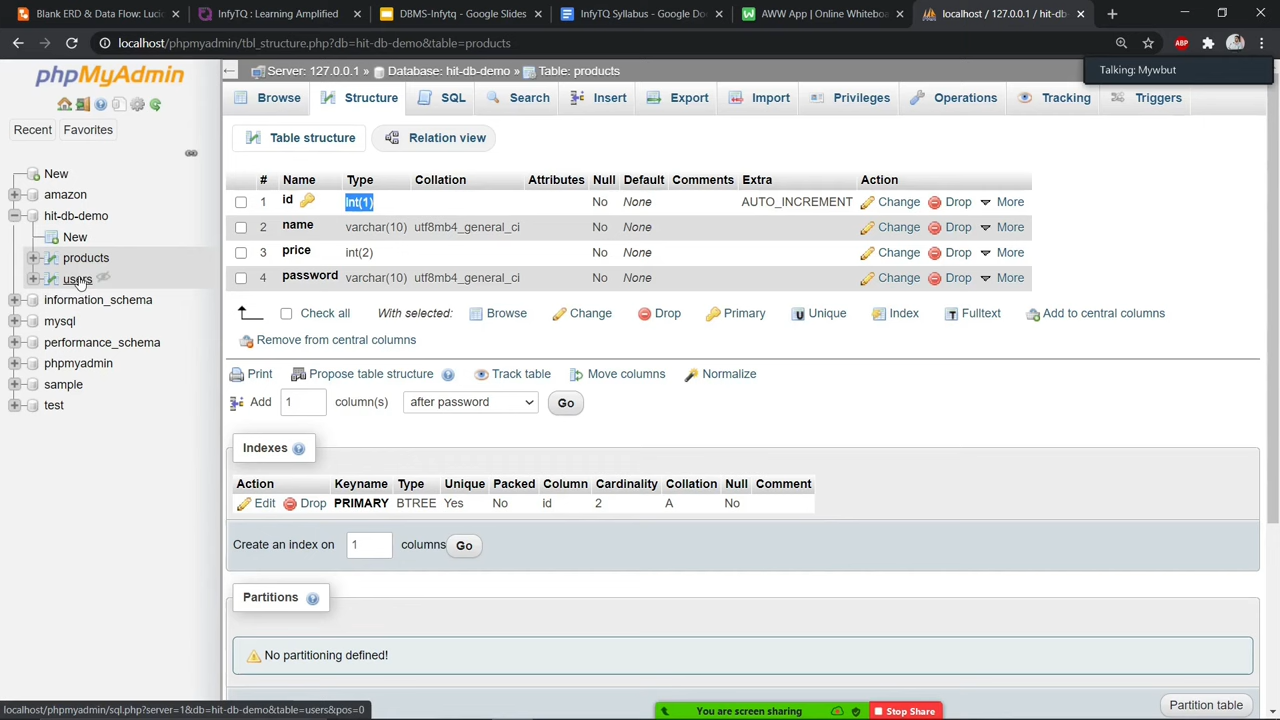 Blank ERD & Data Flow: Lucid
InfyTQ : Learning Amplified
DBMS-Infytq - Google Slides
InfyTQ Syllabus - Google Doc
AWW App | Online Whiteboa
localhost / 127.0.0.1 / hit-db-d
localhost/phpmyadmin/tbl_structure.php?db=hit-db-demo&table=products
ABP
Talking: Mywbut
phpMyAdmin
Server: 127.0.0.1 » Database: hit-db-demo » Table: products
Browse Structure SQL Search Insert Export Import Privileges Operations Tracking Triggers
Recent Favorites
Table structure Relation view
New
amazon
hit-db-demo
New
products
users
information_schema
mysql
performance_schema
phpmyadmin
sample
test
# Name Type Collation Attributes Null Default Comments Extra Action
1 id int(1) No None AUTO_INCREMENT Change Drop More
2 name varchar(10) utf8mb4_general_ci No None Change Drop More
3 price int(2) No None Change Drop More
4 password varchar(10) utf8mb4_general_ci No None Change Drop More
Check all With selected: Browse Change Drop Primary Unique Index Fulltext Add to central columns
Remove from central columns
Print Propose table structure Track table Move columns Normalize
Add 1 column(s) after password Go
Indexes
Action Keyname Type Unique Packed Column Cardinality Collation Null Comment
Edit Drop PRIMARY BTREE Yes No id 2 A No
Create an index on 1 columns Go
Partitions
No partitioning defined!
Partition table
localhost/phpmyadmin/sql.php?server=1&db=hit-db-demo&table=users&pos=0
You are screen sharing Stop Share